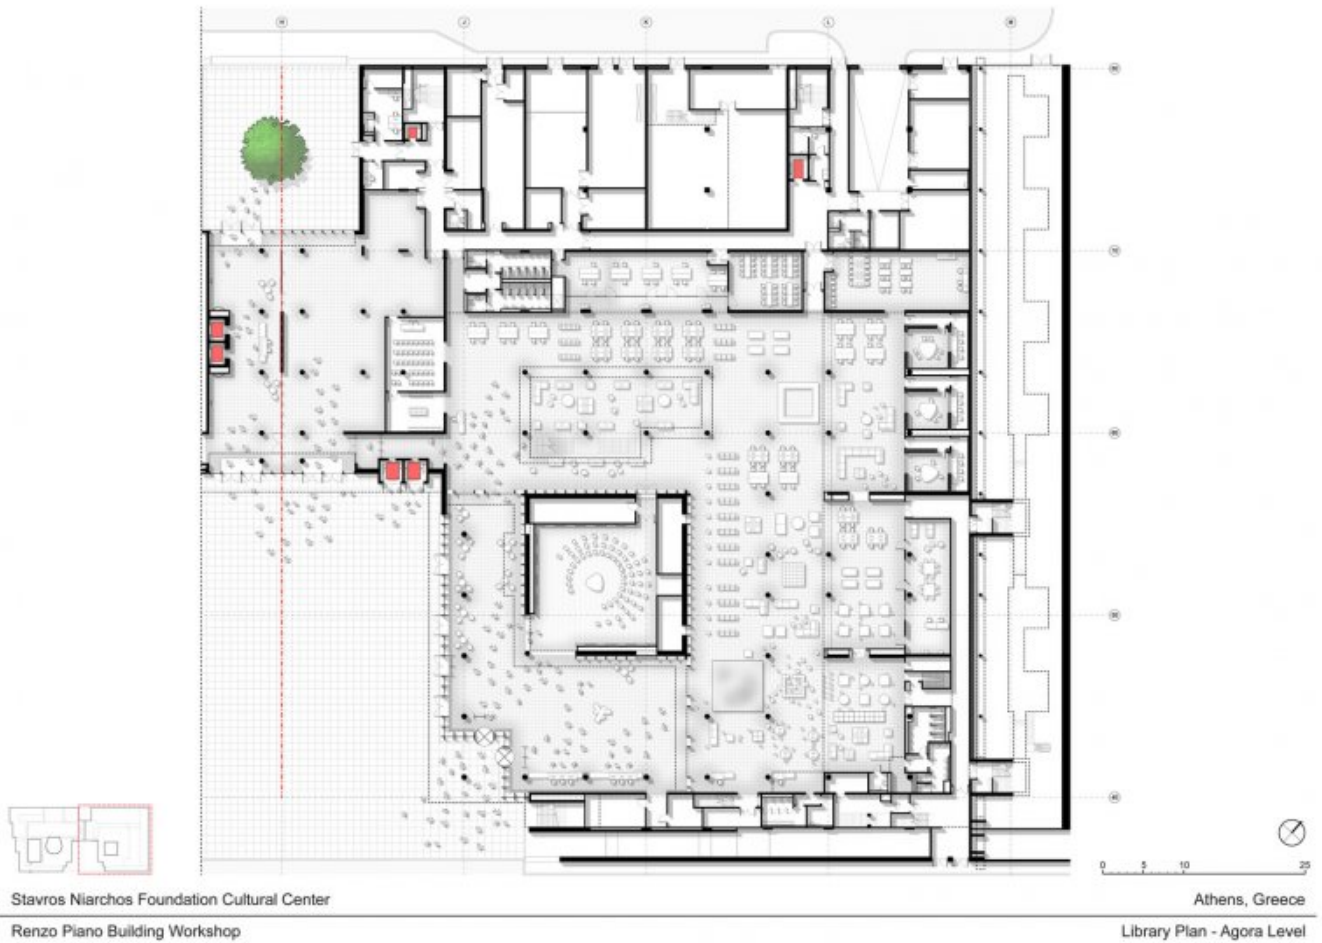 H J K L M
0 5 10 25
Stavros Niarchos Foundation Cultural Center
Athens, Greece
Renzo Piano Building Workshop
Library Plan - Agora Level